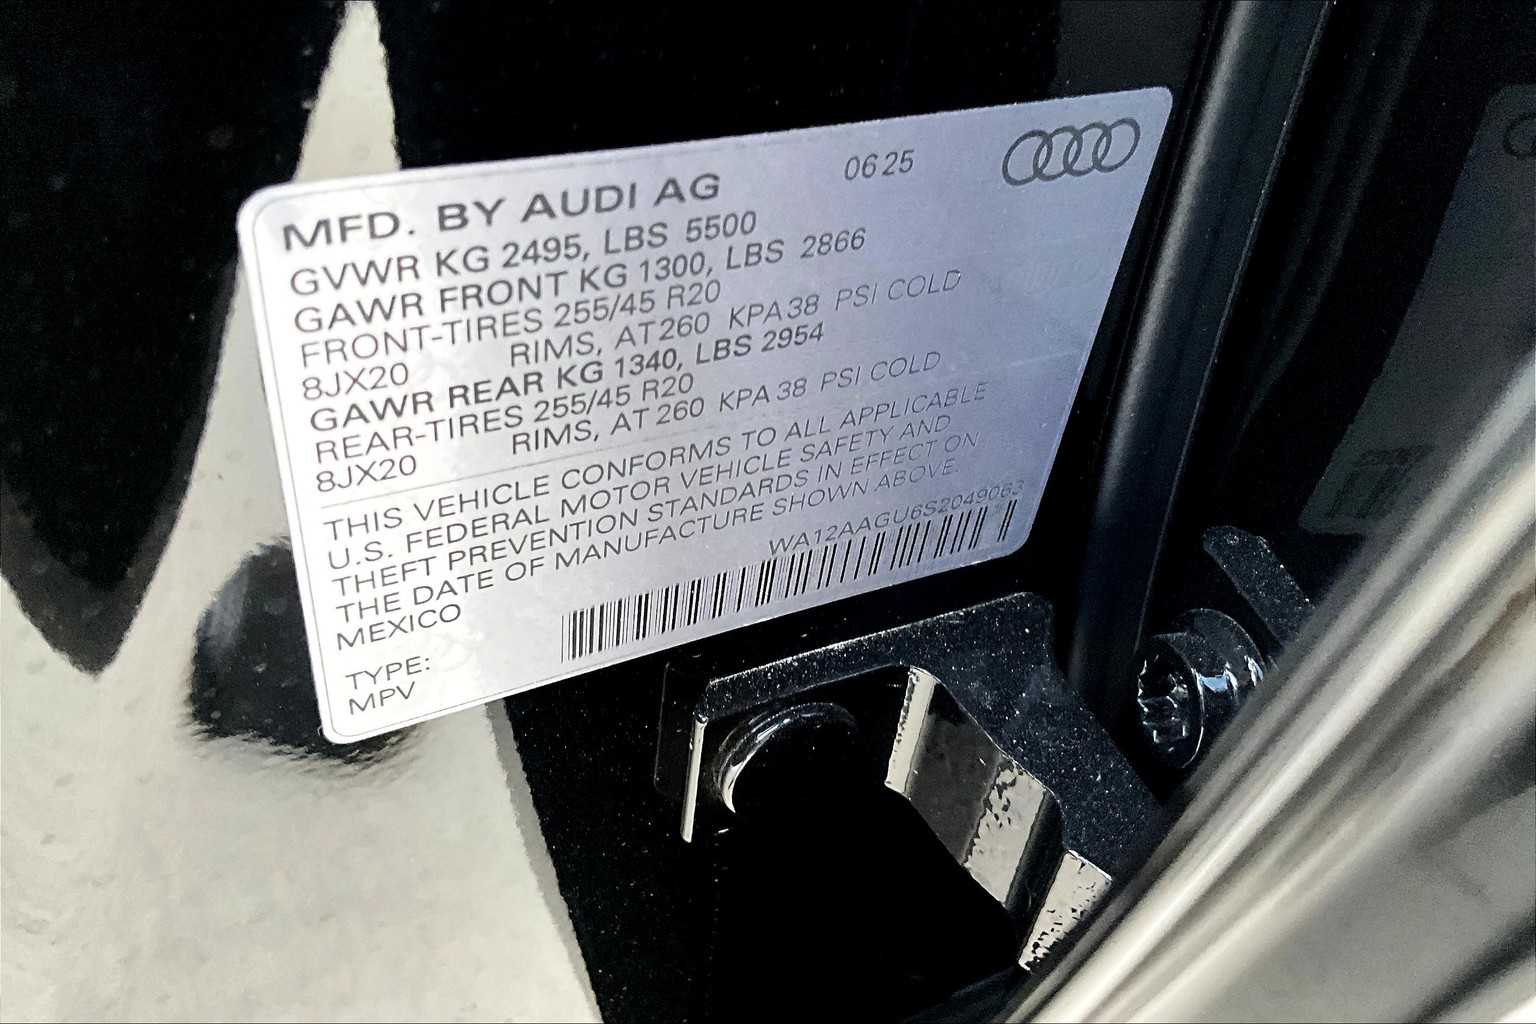 MFD. BY AUDI AG 06 25
GVWR KG 2495, LBS 5500
GAWR FRONT KG 1300, LBS 2866
FRONT-TIRES 255/45 R20
8JX20 RIMS, AT 260 KPA 38 PSI COLD
GAWR REAR KG 1340, LBS 2954
REAR-TIRES 255/45 R20
8JX20 RIMS, AT 260 KPA 38 PSI COLD
THIS VEHICLE CONFORMS TO ALL APPLICABLE
U.S. FEDERAL MOTOR VEHICLE SAFETY AND
THEFT PREVENTION STANDARDS IN EFFECT ON
THE DATE OF MANUFACTURE SHOWN ABOVE.
MEXICO
WA12AAGU6S2049063
TYPE:
MPV